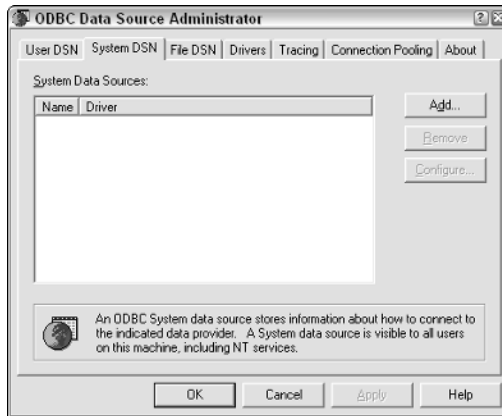 ODBC Data Source Administrator
User DSN System DSN File DSN Drivers Tracing Connection Pooling About
System Data Sources:
Name Driver
Add...
Remove
Configure...
An ODBC System data source stores information about how to connect to
the indicated data provider. A System data source is visible to all users
on this machine, including NT services.
OK Cancel Apply Help